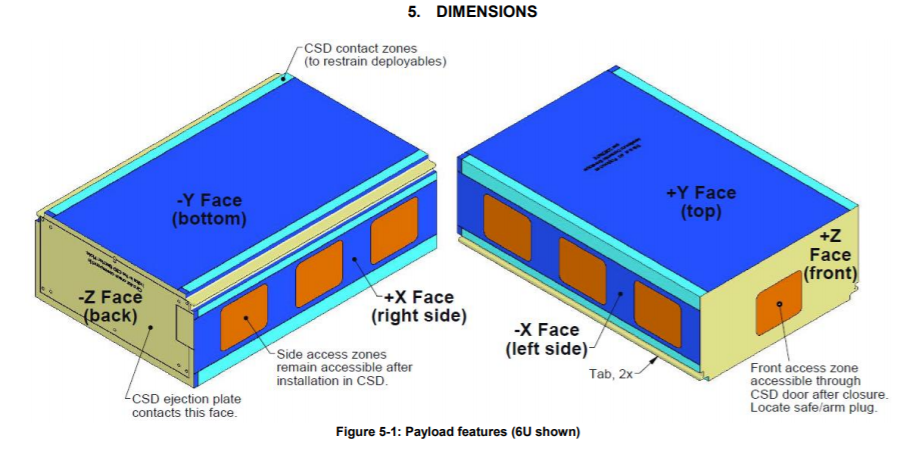 5. DIMENSIONS
CSD contact zones
(to restrain deployables)
-Y Face
(bottom)
-Z Face
(back)
+X Face
(right side)
Side access zones
remain accessible after
installation in CSD.
CSD ejection plate
contacts this face.
+Y Face
(top)
+Z
Face
(front)
-X Face
(left side)
Tab, 2x
Front access zone
accessible through
CSD door after closure.
Locate safe/arm plug.
Figure 5-1: Payload features (6U shown)